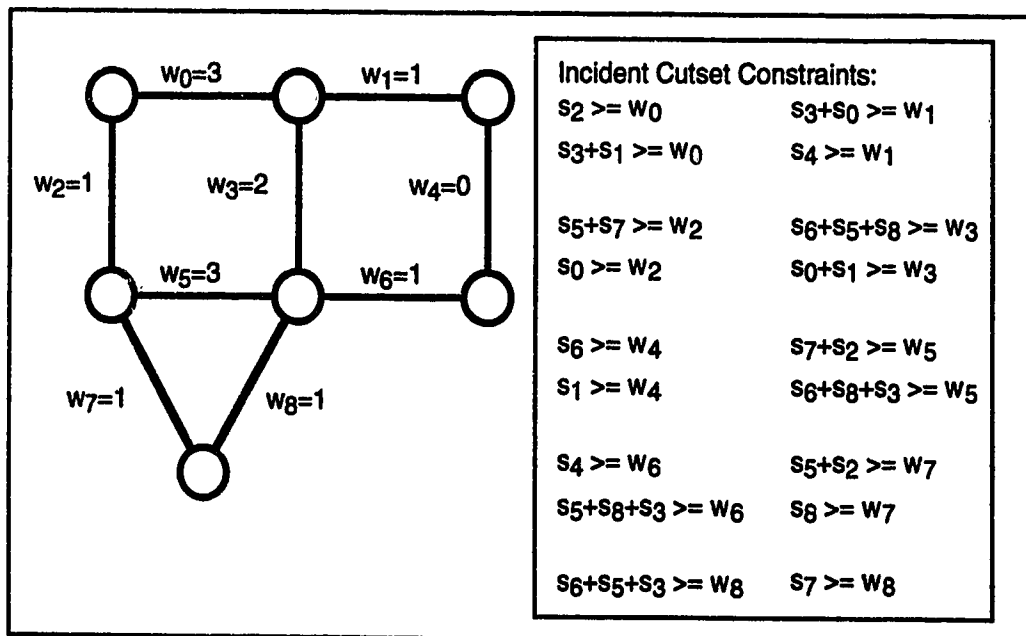 w0=3
w1=1
w2=1
w3=2
w4=0
w5=3
w6=1
w7=1
w8=1
Incident Cutset Constraints:
s2 >= w0 s3+s0 >= w1
s3+s1 >= w0 s4 >= w1
s5+s7 >= w2 s6+s5+s8 >= w3
s0 >= w2 s0+s1 >= w3
s6 >= w4 s7+s2 >= w5
s1 >= w4 s6+s8+s3 >= w5
s4 >= w6 s5+s2 >= w7
s5+s8+s3 >= w6 s8 >= w7
s6+s5+s3 >= w8 s7 >= w8